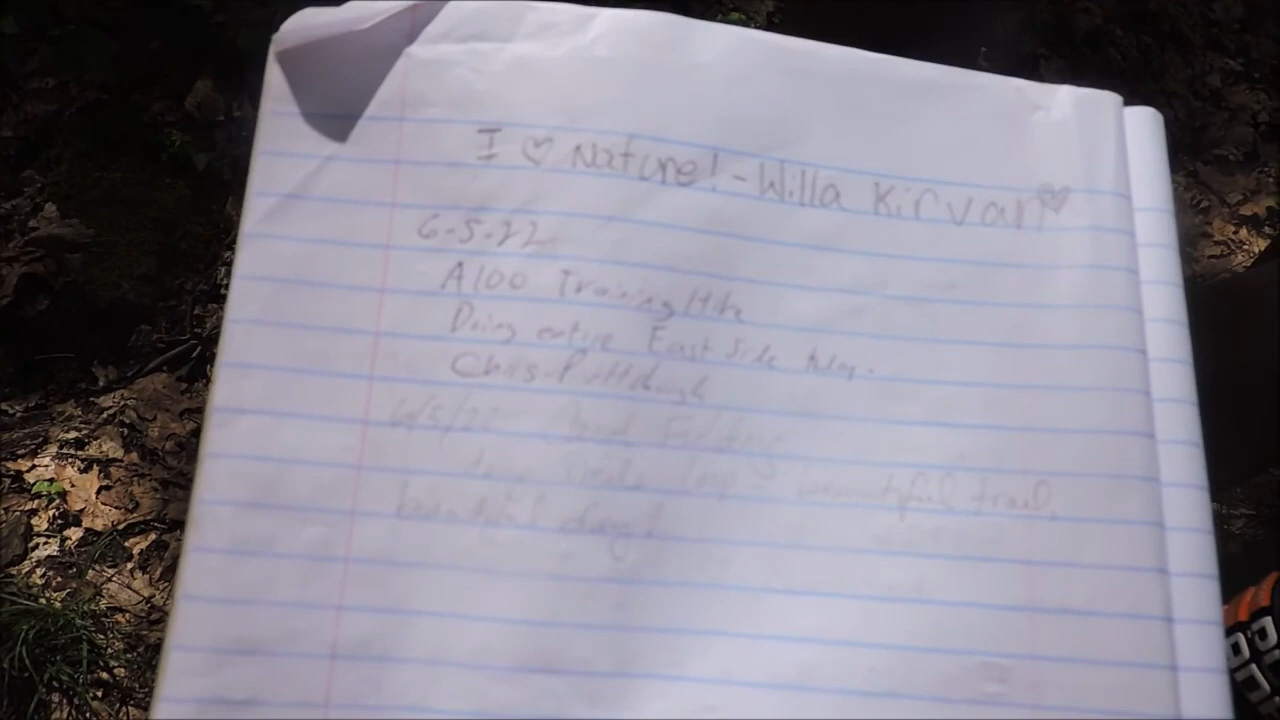 I ♡ Nature! - Willa Kirvan ♡
6-5-22
A100 Training Hike
Doing entire East Side today.
Chris-Pittsburgh
6/5/22
beautiful trail,
beautiful day!